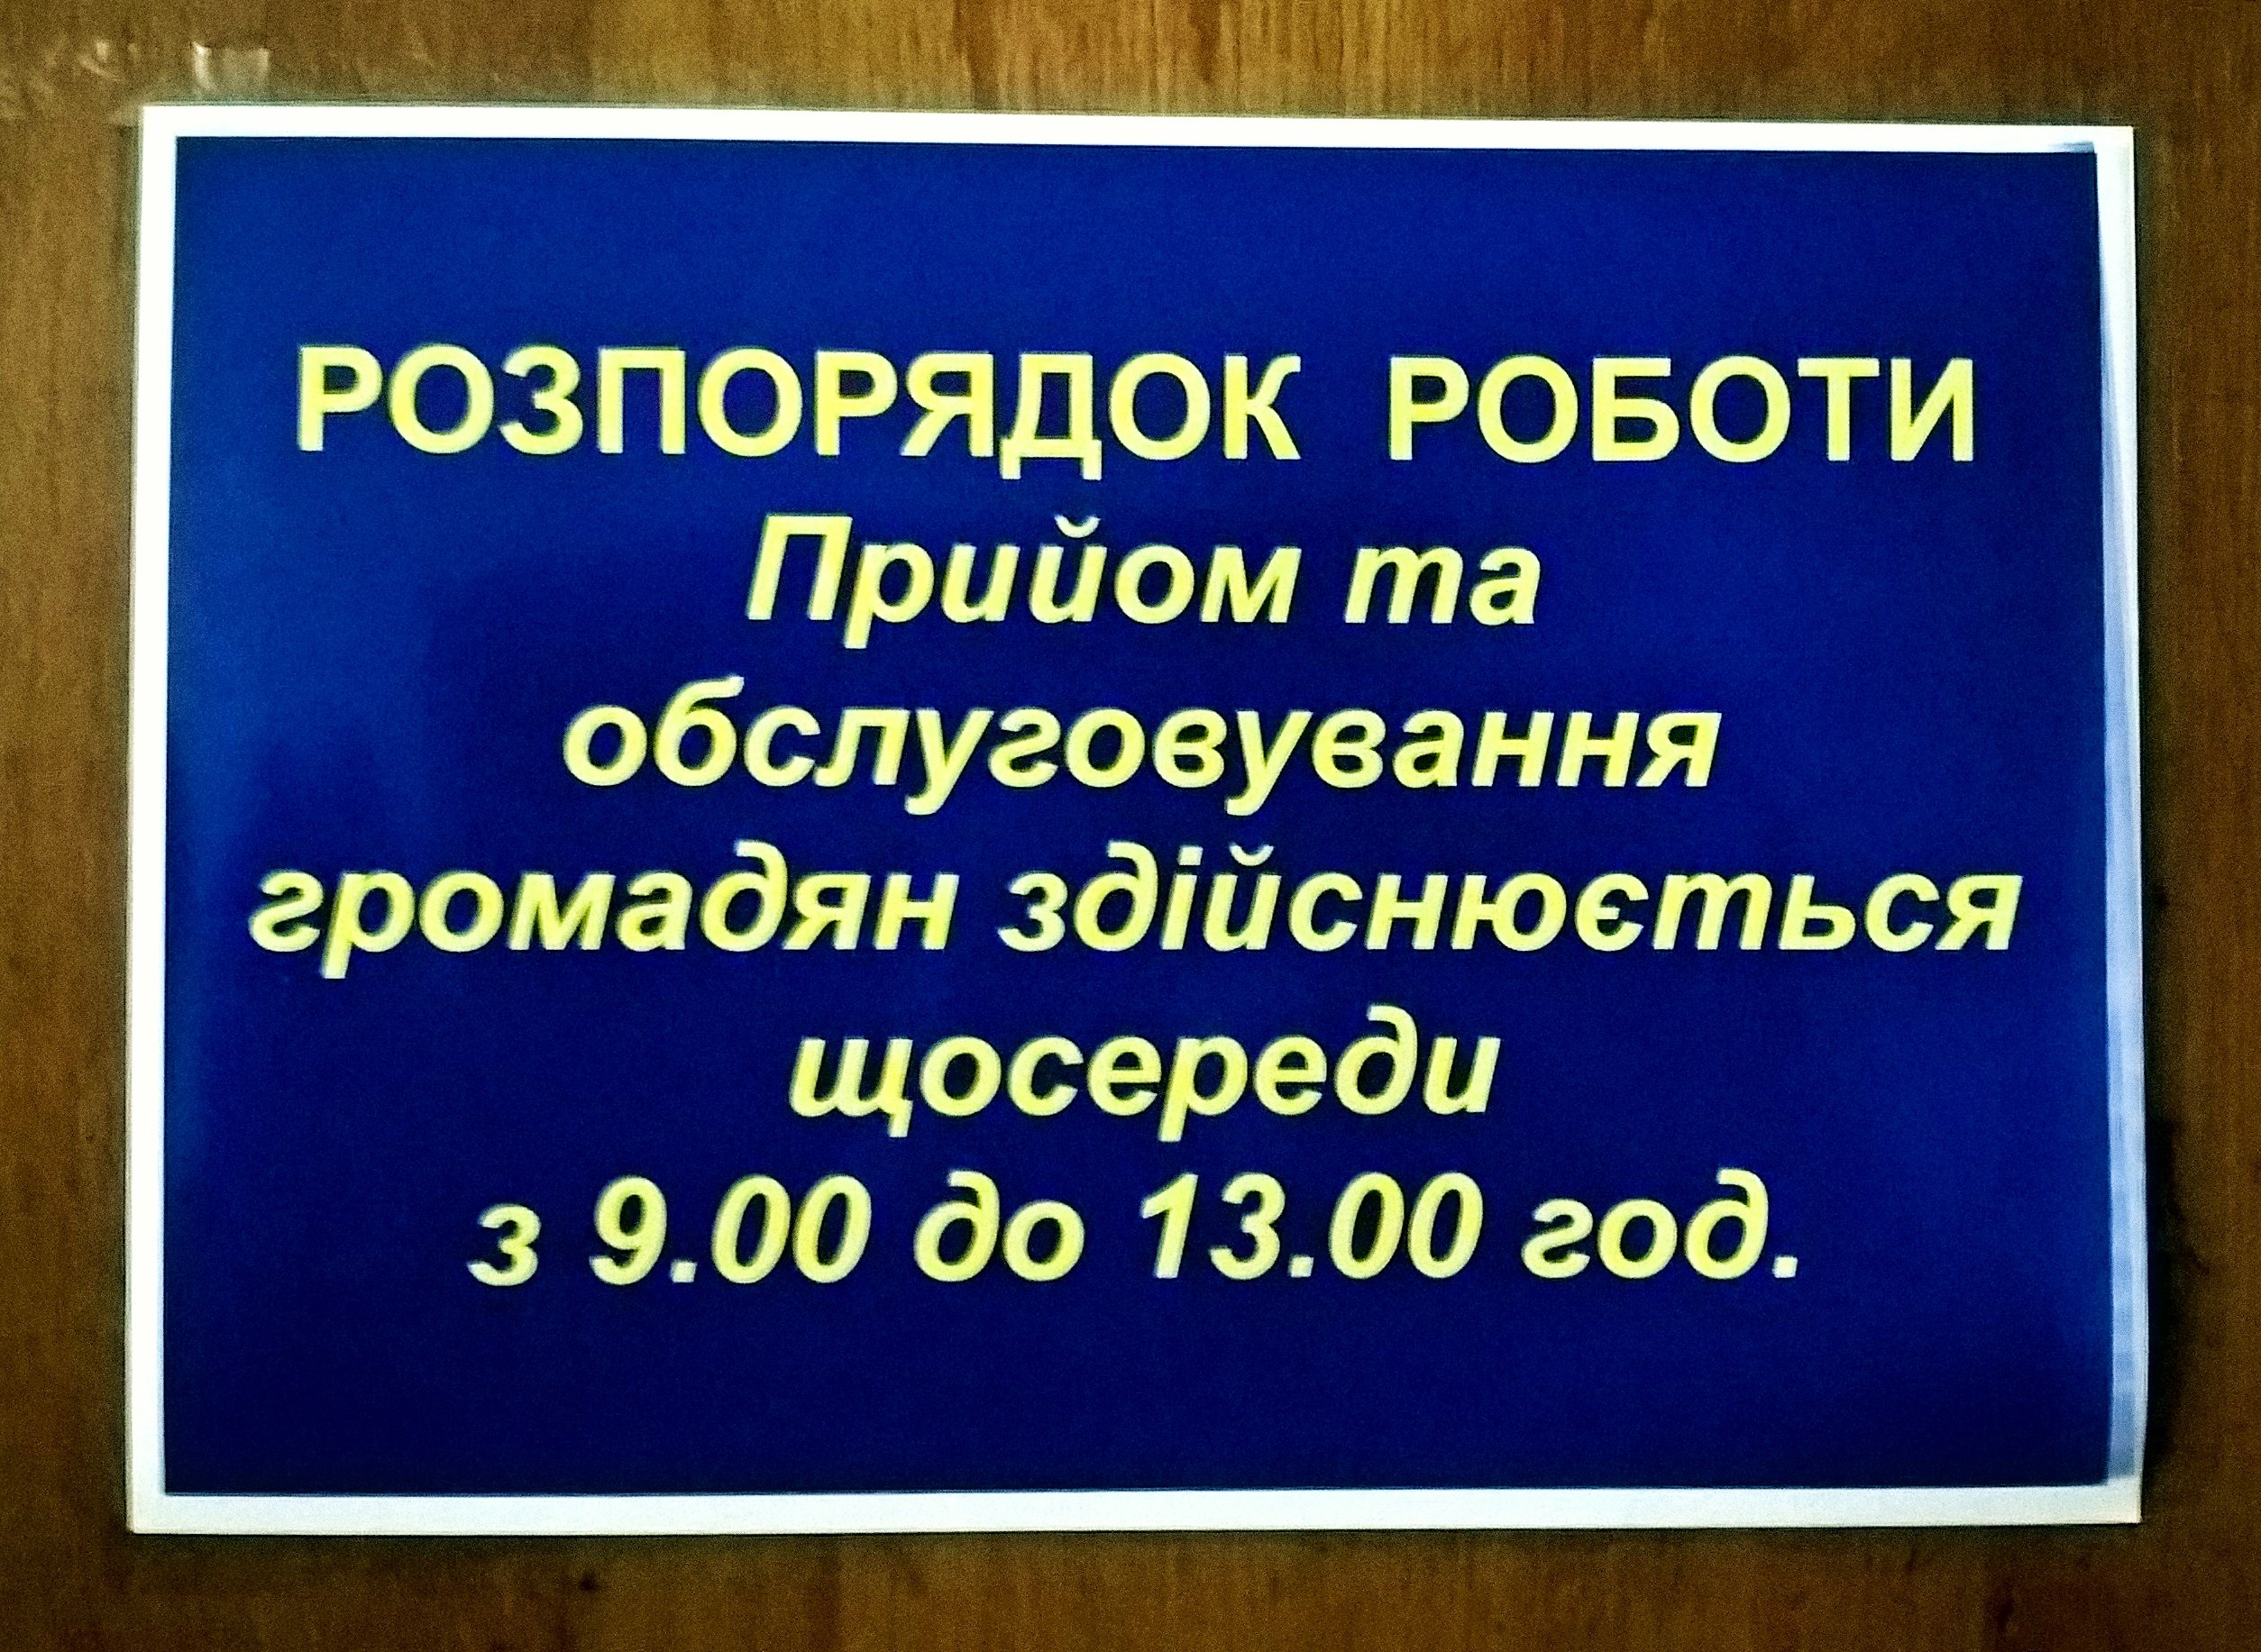 РОЗПОРЯДОК РОБОТИ
Прийом та
обслуговування
громадян здійснюється
щосереди
з 9.00 до 13.00 год.